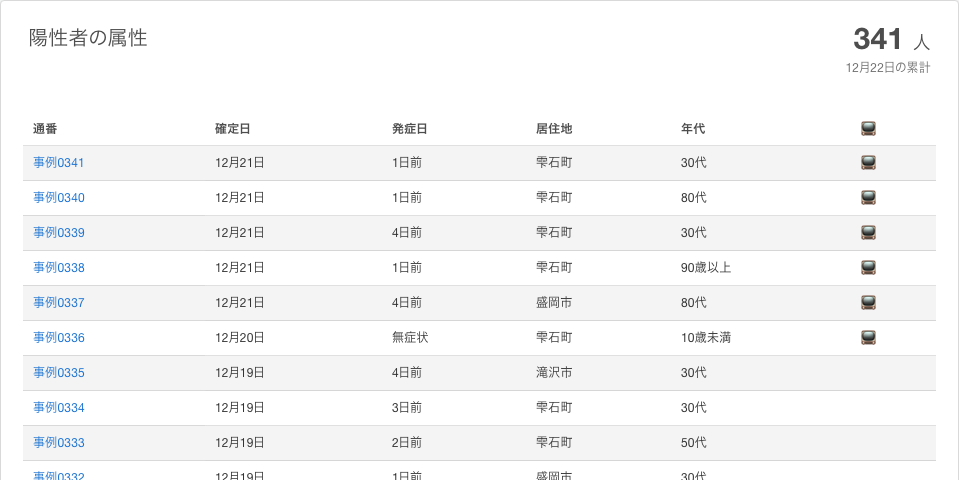 陽性者の属性
341 人
12月22日の累計
通番 確定日 発症日 居住地 年代
事例0341 12月21日 1日前 雫石町 30代
事例0340 12月21日 1日前 雫石町 80代
事例0339 12月21日 4日前 雫石町 30代
事例0338 12月21日 1日前 雫石町 90歳以上
事例0337 12月21日 4日前 盛岡市 80代
事例0336 12月20日 無症状 雫石町 10歳未満
事例0335 12月19日 4日前 滝沢市 30代
事例0334 12月19日 3日前 雫石町 30代
事例0333 12月19日 2日前 雫石町 50代
事例0332 12月19日 1日前 盛岡市 30代